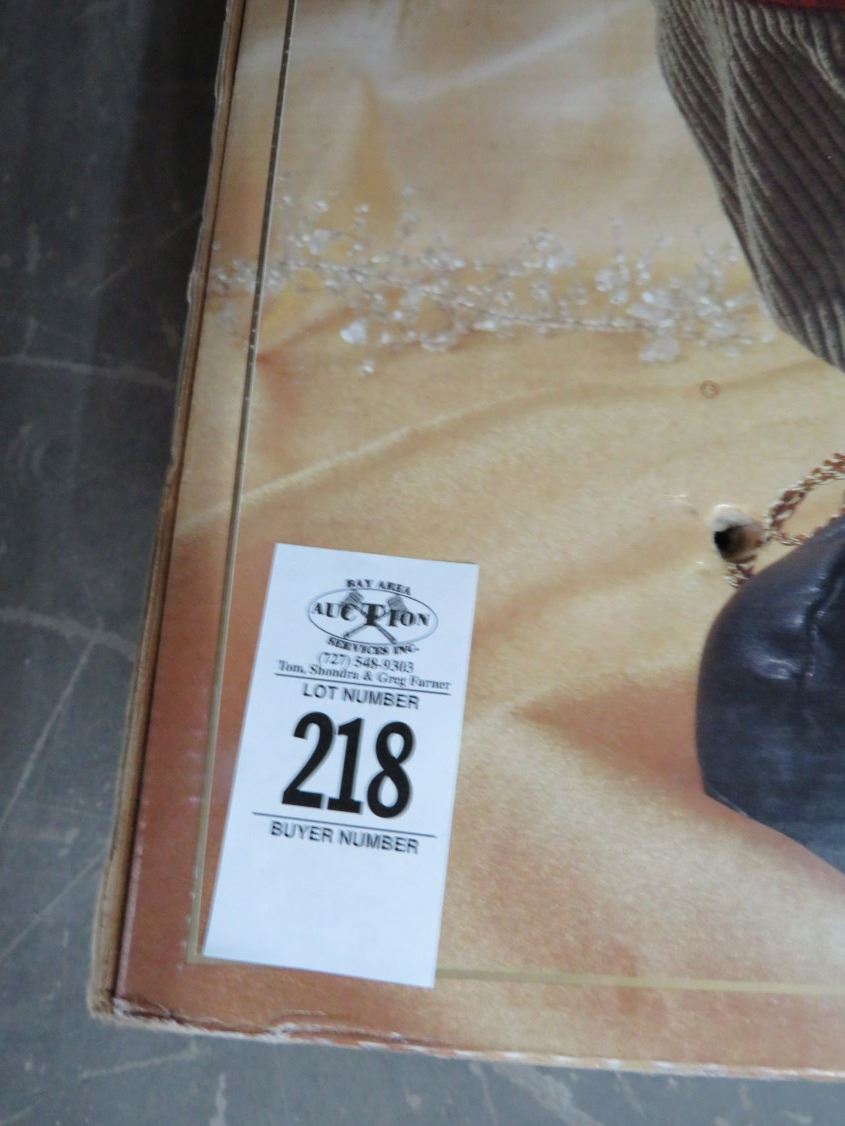 BAY AREA
AUCTION
SERVICES INC.
(727) 548-9303
Tom, Shondra & Greg Farner
LOT NUMBER
218
BUYER NUMBER